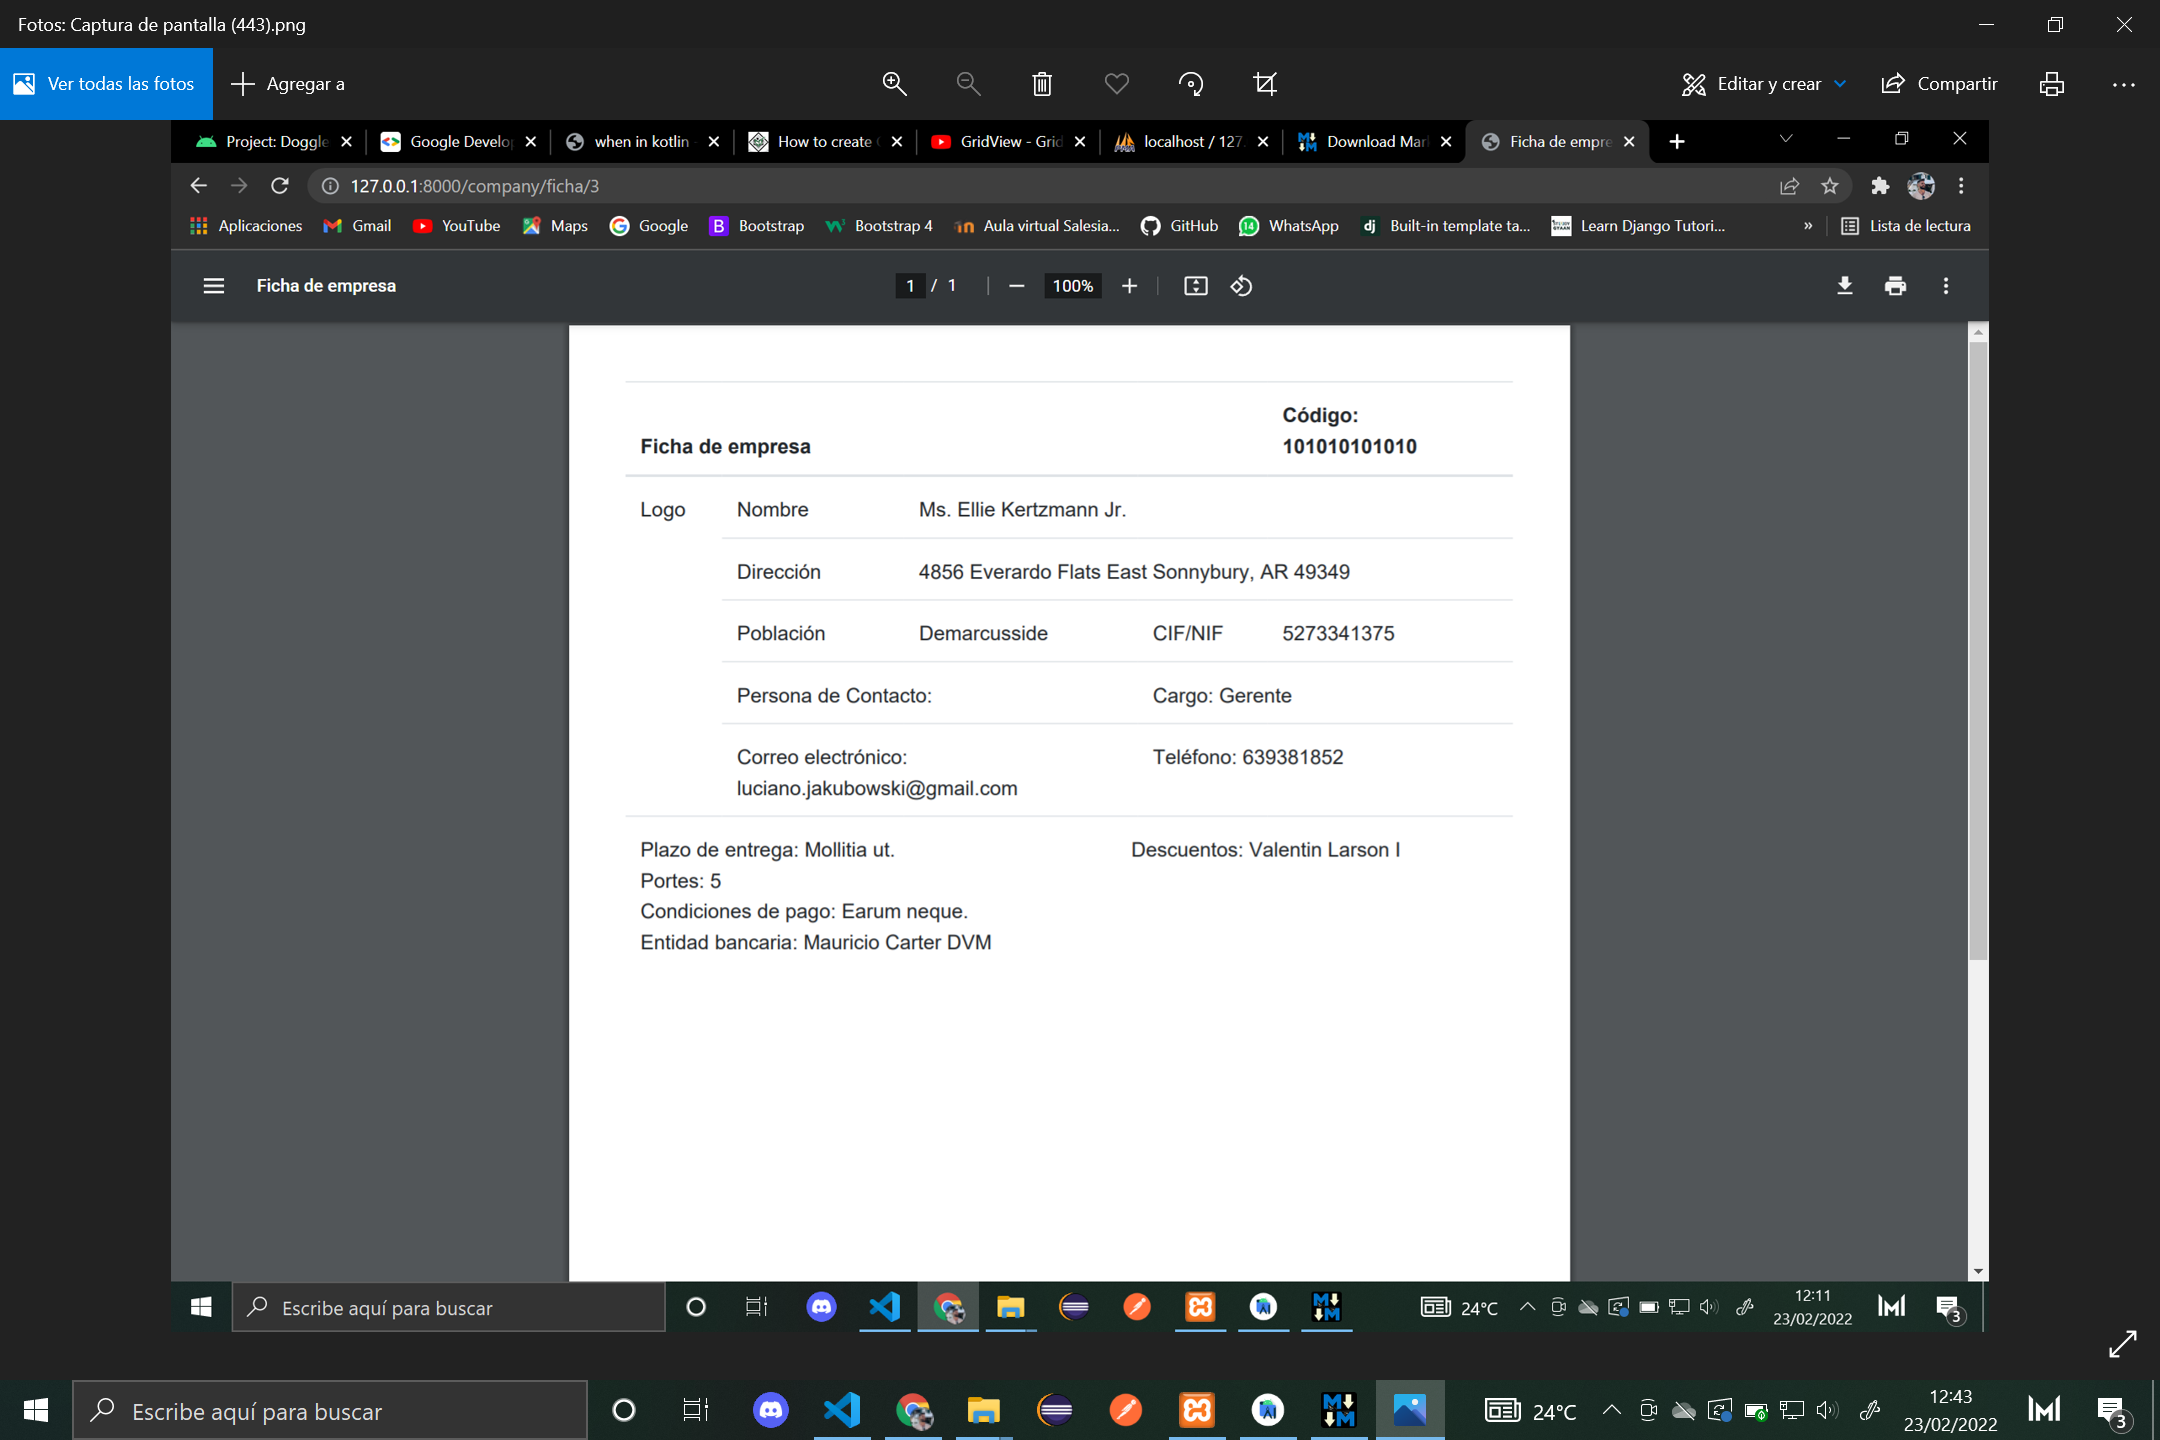 Fotos: Captura de pantalla (443).png
Ver todas las fotos
Agregar a
Editar y crear
Compartir
Project: Doggle
Google Develop
when in kotlin
How to create
GridView - Grid
localhost / 127
Download Mar
Ficha de empre
127.0.0.1:8000/company/ficha/3
Aplicaciones
Gmail
YouTube
Maps
Google
Bootstrap
Bootstrap 4
Aula virtual Salesia...
GitHub
WhatsApp
Built-in template ta...
Learn Django Tutori...
»
Lista de lectura
Ficha de empresa
1 / 1
100%
Código:
Ficha de empresa 101010101010
Logo Nombre Ms. Ellie Kertzmann Jr.
Dirección 4856 Everardo Flats East Sonnybury, AR 49349
Población Demarcusside CIF/NIF 5273341375
Persona de Contacto: Cargo: Gerente
Correo electrónico: Teléfono: 639381852
luciano.jakubowski@gmail.com
Plazo de entrega: Mollitia ut. Descuentos: Valentin Larson I
Portes: 5
Condiciones de pago: Earum neque.
Entidad bancaria: Mauricio Carter DVM
Escribe aquí para buscar
24°C
12:11
23/02/2022
3
Escribe aquí para buscar
24°C
12:43
23/02/2022
3